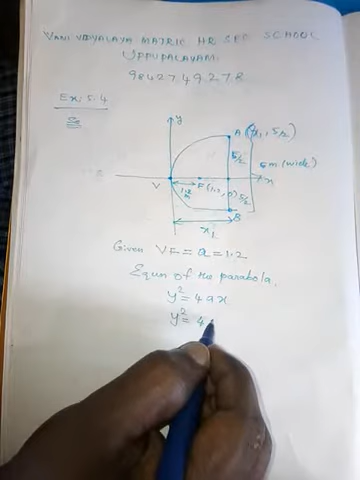 VANI VIDYALAYA MATRIC HR SEC SCHOOL
UPPUPALAYAM.
9842749278
Ex: 5.4
y
A (x₁, 5/2)
5/2
5m (wide)
V
F (1.2, 0)
5/2
x
1.2
B
x₁
Given VF = a = 1.2
Equn of the parabola,
y² = 4ax
y² = 4